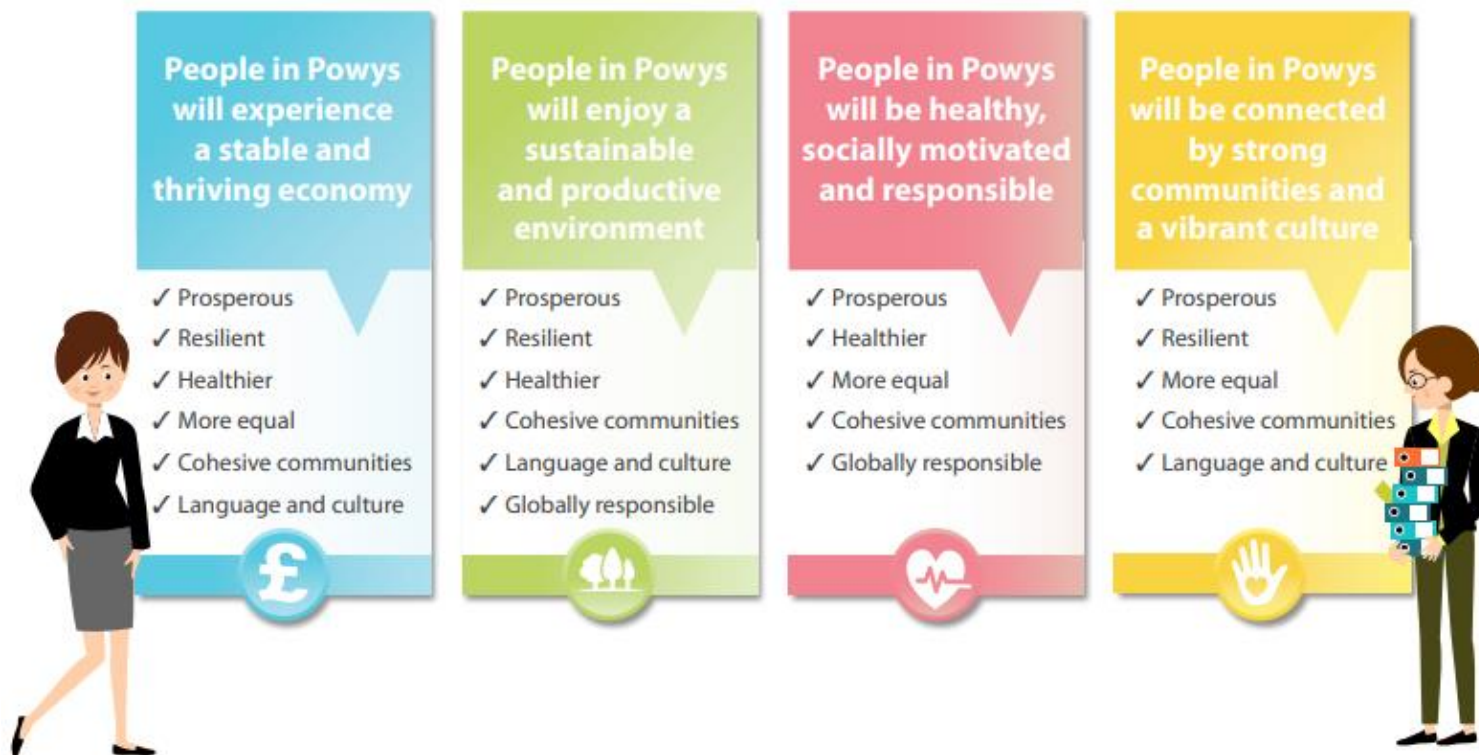 People in Powys
will experience
a stable and
thriving economy
✓ Prosperous
✓ Resilient
✓ Healthier
✓ More equal
✓ Cohesive communities
✓ Language and culture
£
People in Powys
will enjoy a
sustainable
and productive
environment
✓ Prosperous
✓ Resilient
✓ Healthier
✓ Cohesive communities
✓ Language and culture
✓ Globally responsible
People in Powys
will be healthy,
socially motivated
and responsible
✓ Prosperous
✓ Healthier
✓ More equal
✓ Cohesive communities
✓ Globally responsible
People in Powys
will be connected
by strong
communities and
a vibrant culture
✓ Prosperous
✓ Resilient
✓ More equal
✓ Cohesive communities
✓ Language and culture